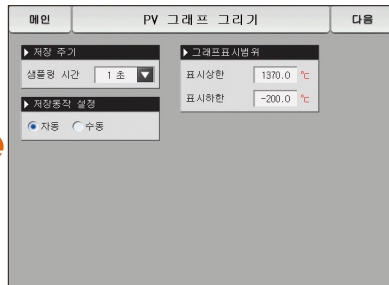 메인 PV 그래프 그리기 다음
▶ 저장 주기
샘플링 시간 1 초 ▼
▶ 저장동작 설정
자동 수동
▶ 그래프표시범위
표시상한 1370.0 ℃
표시하한 -200.0 ℃